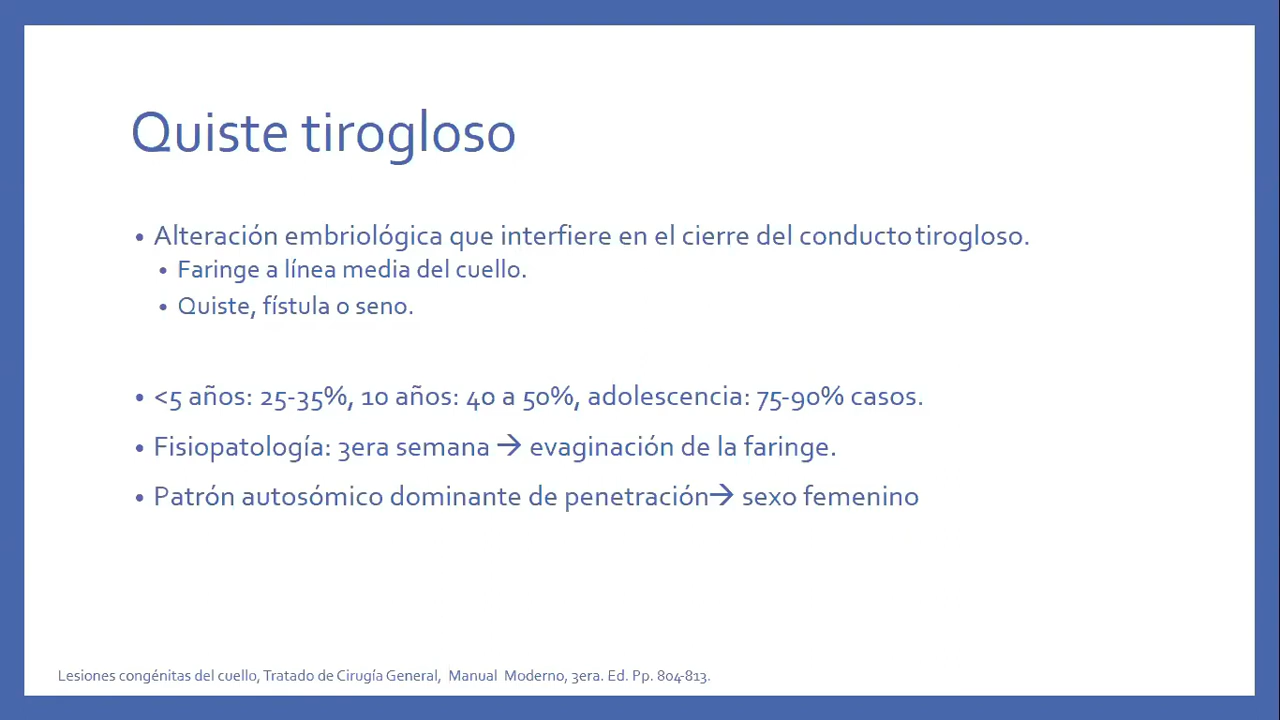 Quiste tirogloso
• Alteración embriológica que interfiere en el cierre del conducto tirogloso.
• Faringe a línea media del cuello.
• Quiste, fístula o seno.
• <5 años: 25-35%, 10 años: 40 a 50%, adolescencia: 75-90% casos.
• Fisiopatología: 3era semana → evaginación de la faringe.
• Patrón autosómico dominante de penetración→ sexo femenino
Lesiones congénitas del cuello, Tratado de Cirugía General, Manual Moderno, 3era. Ed. Pp. 804-813.